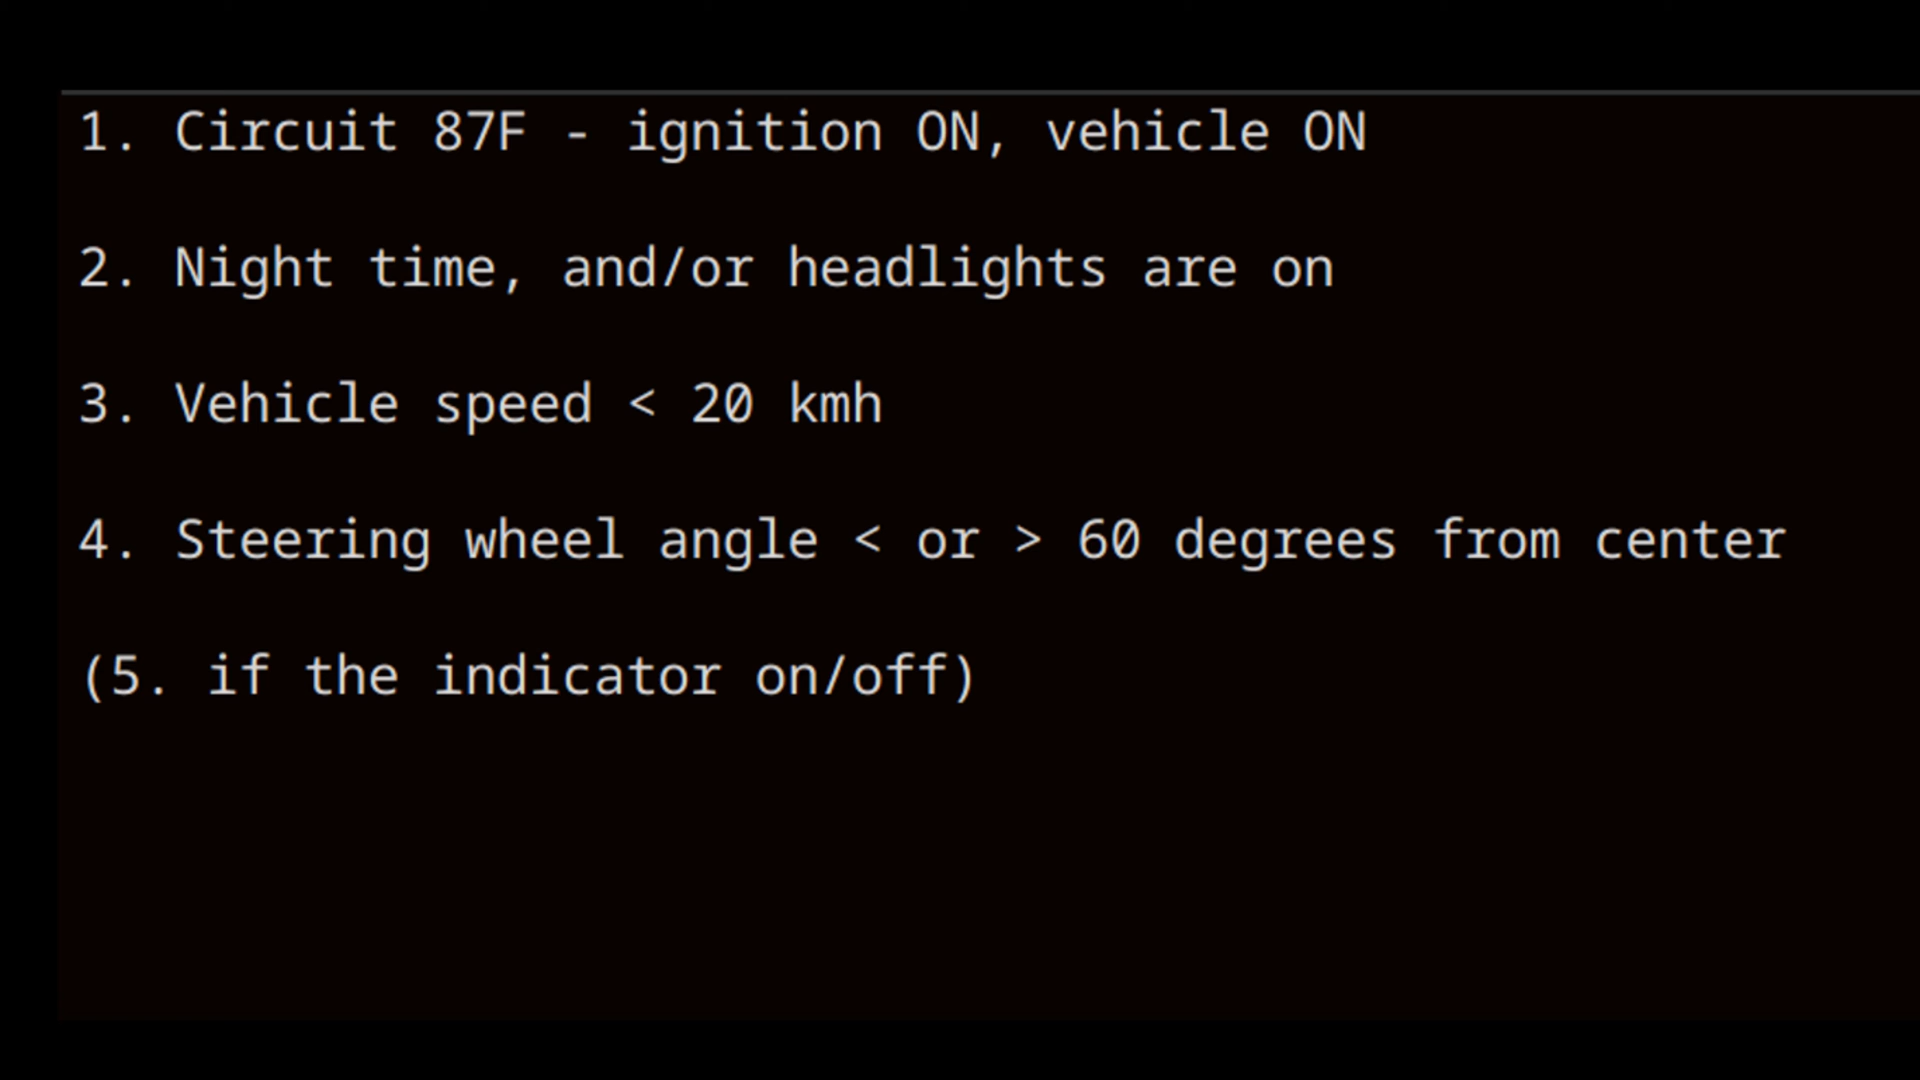 1. Circuit 87F - ignition ON, vehicle ON
2. Night time, and/or headlights are on
3. Vehicle speed < 20 kmh
4. Steering wheel angle < or > 60 degrees from center
(5. if the indicator on/off)